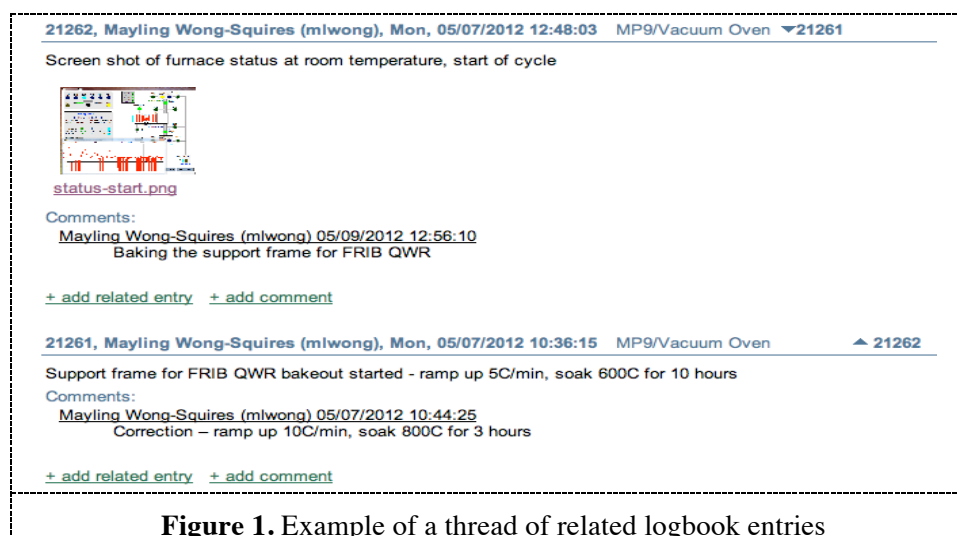 21262, Mayling Wong-Squires (mlwong), Mon, 05/07/2012 12:48:03 MP9/Vacuum Oven ▼21261
Screen shot of furnace status at room temperature, start of cycle
status-start.png
Comments:
Mayling Wong-Squires (mlwong) 05/09/2012 12:56:10
Baking the support frame for FRIB QWR
+ add related entry + add comment
21261, Mayling Wong-Squires (mlwong), Mon, 05/07/2012 10:36:15 MP9/Vacuum Oven ▲ 21262
Support frame for FRIB QWR bakeout started - ramp up 5C/min, soak 600C for 10 hours
Comments:
Mayling Wong-Squires (mlwong) 05/07/2012 10:44:25
Correction – ramp up 10C/min, soak 800C for 3 hours
+ add related entry + add comment
Figure 1. Example of a thread of related logbook entries